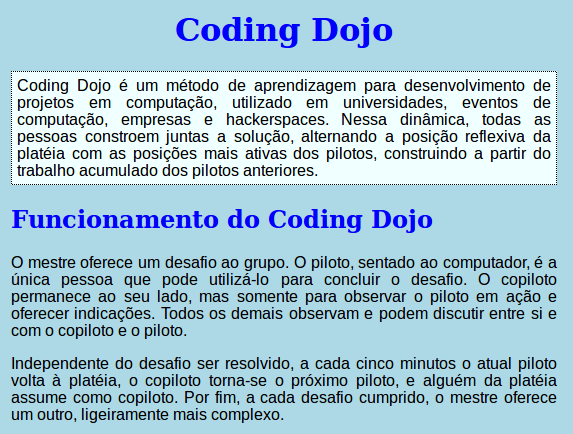 Coding Dojo
Coding Dojo é um método de aprendizagem para desenvolvimento de
projetos em computação, utilizado em universidades, eventos de
computação, empresas e hackerspaces. Nessa dinâmica, todas as
pessoas constroem juntas a solução, alternando a posição reflexiva da
platéia com as posições mais ativas dos pilotos, construindo a partir do
trabalho acumulado dos pilotos anteriores.
Funcionamento do Coding Dojo
O mestre oferece um desafio ao grupo. O piloto, sentado ao computador, é a
única pessoa que pode utilizá-lo para concluir o desafio. O copiloto
permanece ao seu lado, mas somente para observar o piloto em ação e
oferecer indicações. Todos os demais observam e podem discutir entre si e
com o copiloto e o piloto.
Independente do desafio ser resolvido, a cada cinco minutos o atual piloto
volta à platéia, o copiloto torna-se o próximo piloto, e alguém da platéia
assume como copiloto. Por fim, a cada desafio cumprido, o mestre oferece
um outro, ligeiramente mais complexo.